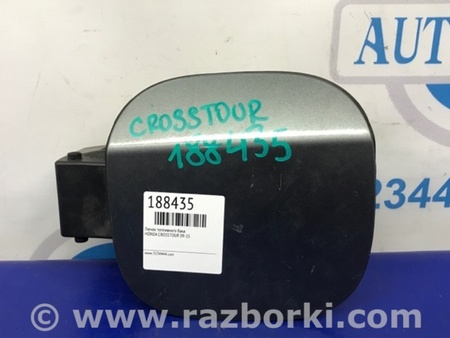 AUT
2344
CROSSTOUR
188435
188435
Лючок топливного бака
HONDA CROSSTOUR 09-15
www.razborki.com